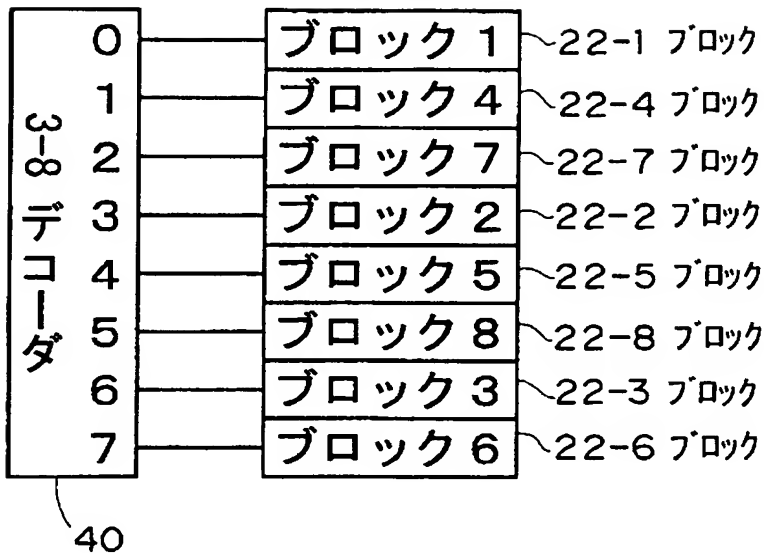 3-8 デコーダ
0 ブロック1 22-1 ブロック
1 ブロック4 22-4 ブロック
2 ブロック7 22-7 ブロック
3 ブロック2 22-2 ブロック
4 ブロック5 22-5 ブロック
5 ブロック8 22-8 ブロック
6 ブロック3 22-3 ブロック
7 ブロック6 22-6 ブロック
40